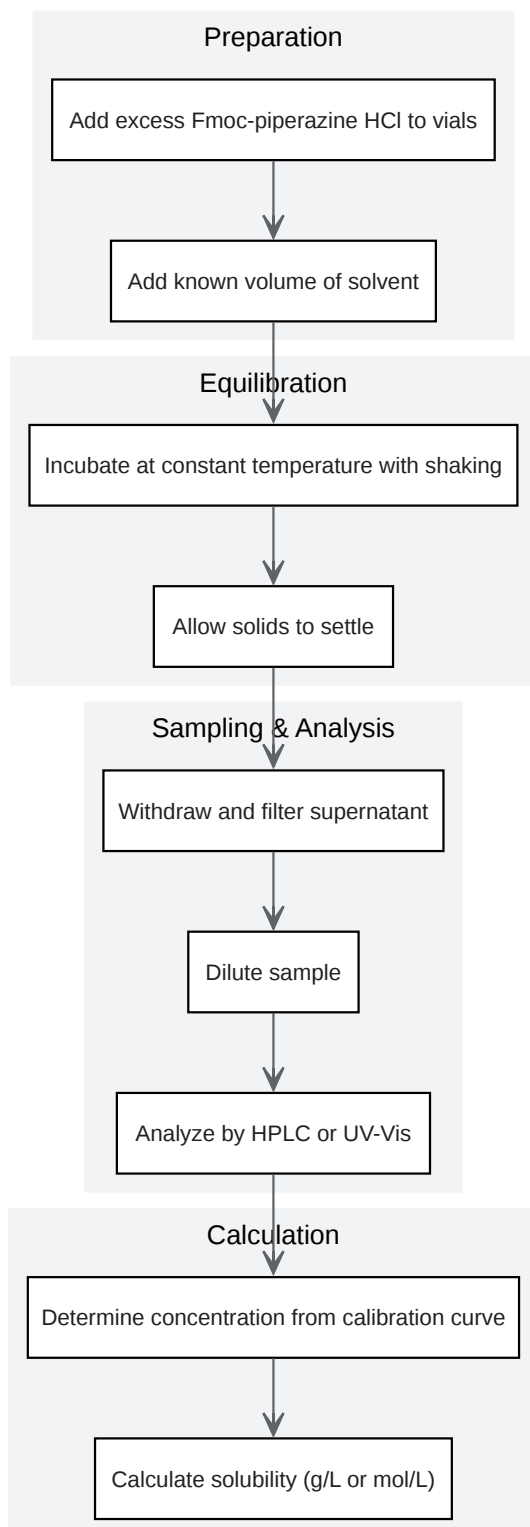 Preparation
Add excess Fmoc-piperazine HCl to vials
Add known volume of solvent
Equilibration
Incubate at constant temperature with shaking
Allow solids to settle
Sampling & Analysis
Withdraw and filter supernatant
Dilute sample
Analyze by HPLC or UV-Vis
Calculation
Determine concentration from calibration curve
Calculate solubility (g/L or mol/L)